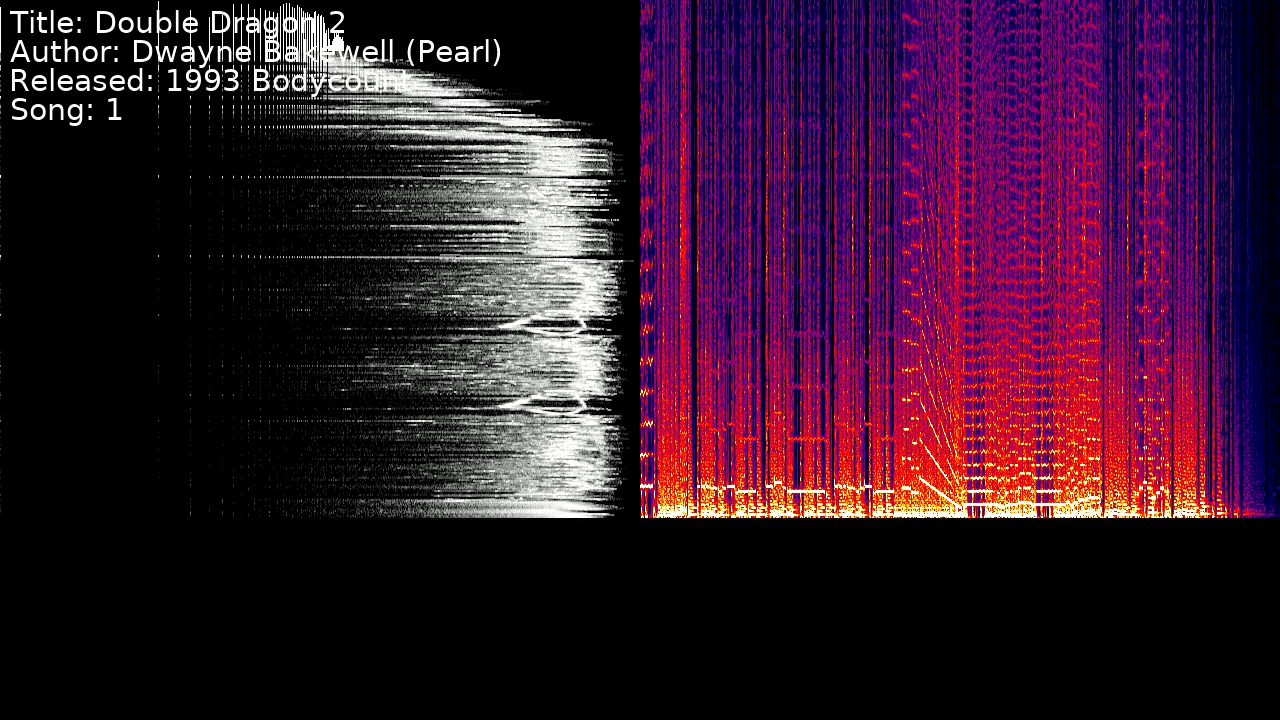 Title: Double Dragon 2
Author: Dwayne Bakewell (Pearl)
Released: 1993 Bodycount
Song: 1